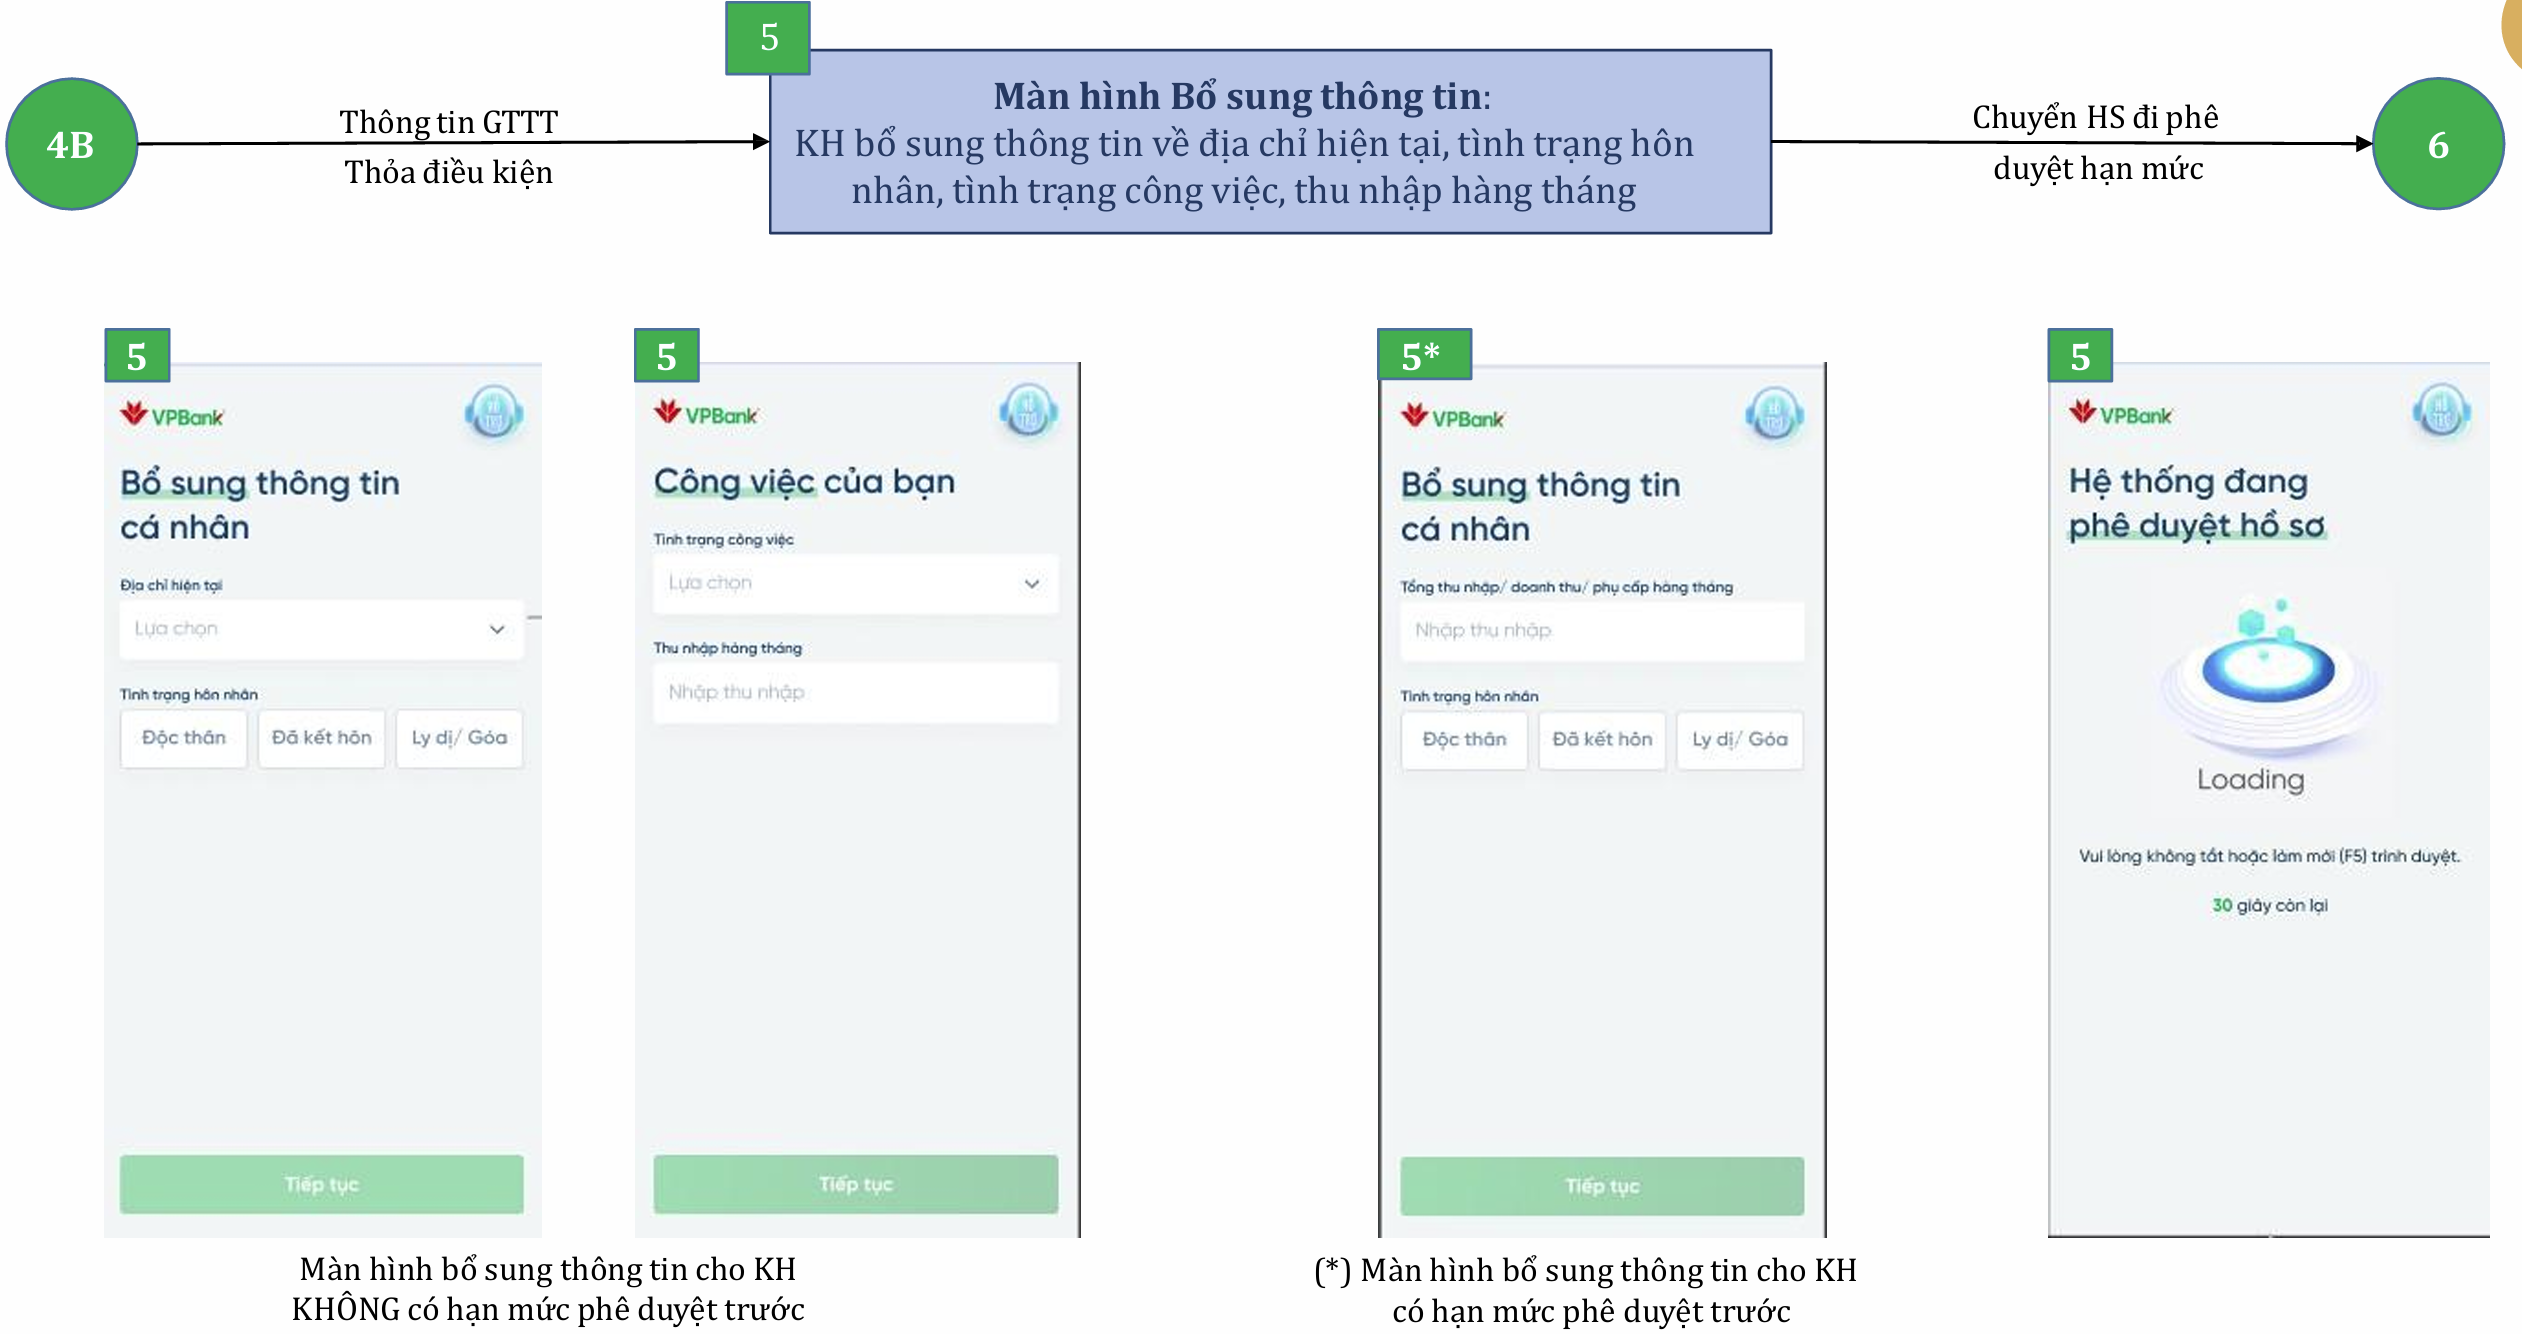 5
4B
Thông tin GTTT
Thỏa điều kiện
Màn hình Bổ sung thông tin:
KH bổ sung thông tin về địa chỉ hiện tại, tình trạng hôn
nhân, tình trạng công việc, thu nhập hàng tháng
Chuyển HS đi phê
duyệt hạn mức
6
5
VPBank
HỖ TRỢ
Bổ sung thông tin
cá nhân
Địa chỉ hiện tại
Lựa chọn
Tình trạng hôn nhân
Độc thân
Đã kết hôn
Ly dị/ Góa
Tiếp tục
5
VPBank
HỖ TRỢ
Công việc của bạn
Tình trạng công việc
Lựa chọn
Thu nhập hàng tháng
Nhập thu nhập
Tiếp tục
Màn hình bổ sung thông tin cho KH
KHÔNG có hạn mức phê duyệt trước
5*
VPBank
HỖ TRỢ
Bổ sung thông tin
cá nhân
Tổng thu nhập/ doanh thu/ phụ cấp hàng tháng
Nhập thu nhập
Tình trạng hôn nhân
Độc thân
Đã kết hôn
Ly dị/ Góa
Tiếp tục
(*) Màn hình bổ sung thông tin cho KH
có hạn mức phê duyệt trước
5
VPBank
HỖ TRỢ
Hệ thống đang
phê duyệt hồ sơ
Loading
Vui lòng không tắt hoặc làm mới (F5) trình duyệt.
30 giây còn lại